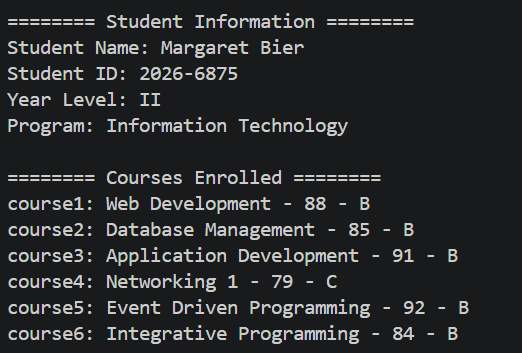 ======== Student Information ========
Student Name: Margaret Bier
Student ID: 2026-6875
Year Level: II
Program: Information Technology

======== Courses Enrolled ========
course1: Web Development - 88 - B
course2: Database Management - 85 - B
course3: Application Development - 91 - B
course4: Networking 1 - 79 - C
course5: Event Driven Programming - 92 - B
course6: Integrative Programming - 84 - B